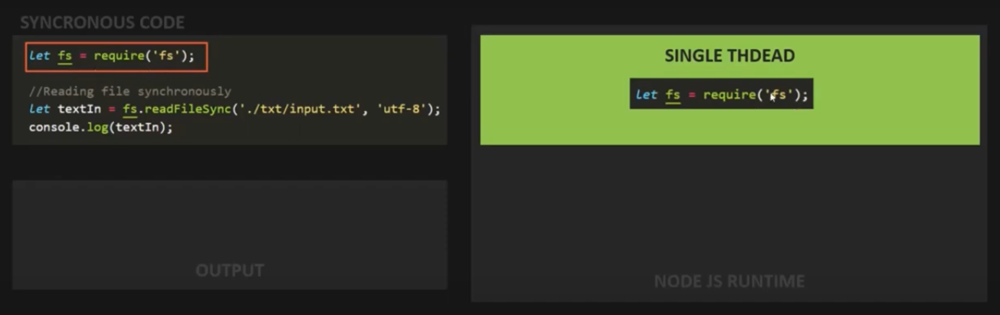 SYNCRONOUS CODE
let fs = require('fs');
//Reading file synchronously
let textIn = fs.readFileSync('./txt/input.txt', 'utf-8');
console.log(textIn);
OUTPUT
SINGLE THDEAD
let fs = require('fs');
NODE JS RUNTIME